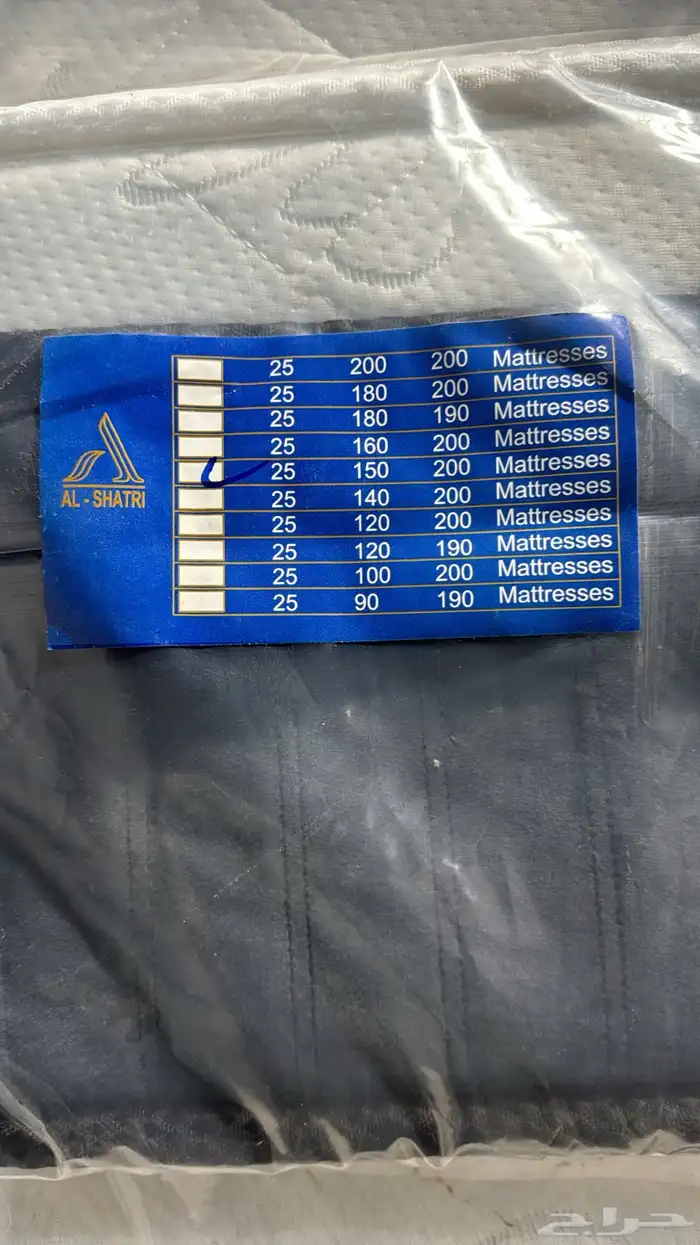 25 200 200 Mattresses
25 180 200 Mattresses
25 180 190 Mattresses
25 160 200 Mattresses
25 150 200 Mattresses
25 140 200 Mattresses
25 120 200 Mattresses
25 120 190 Mattresses
25 100 200 Mattresses
25 90 190 Mattresses
AL - SHATRI
حراج